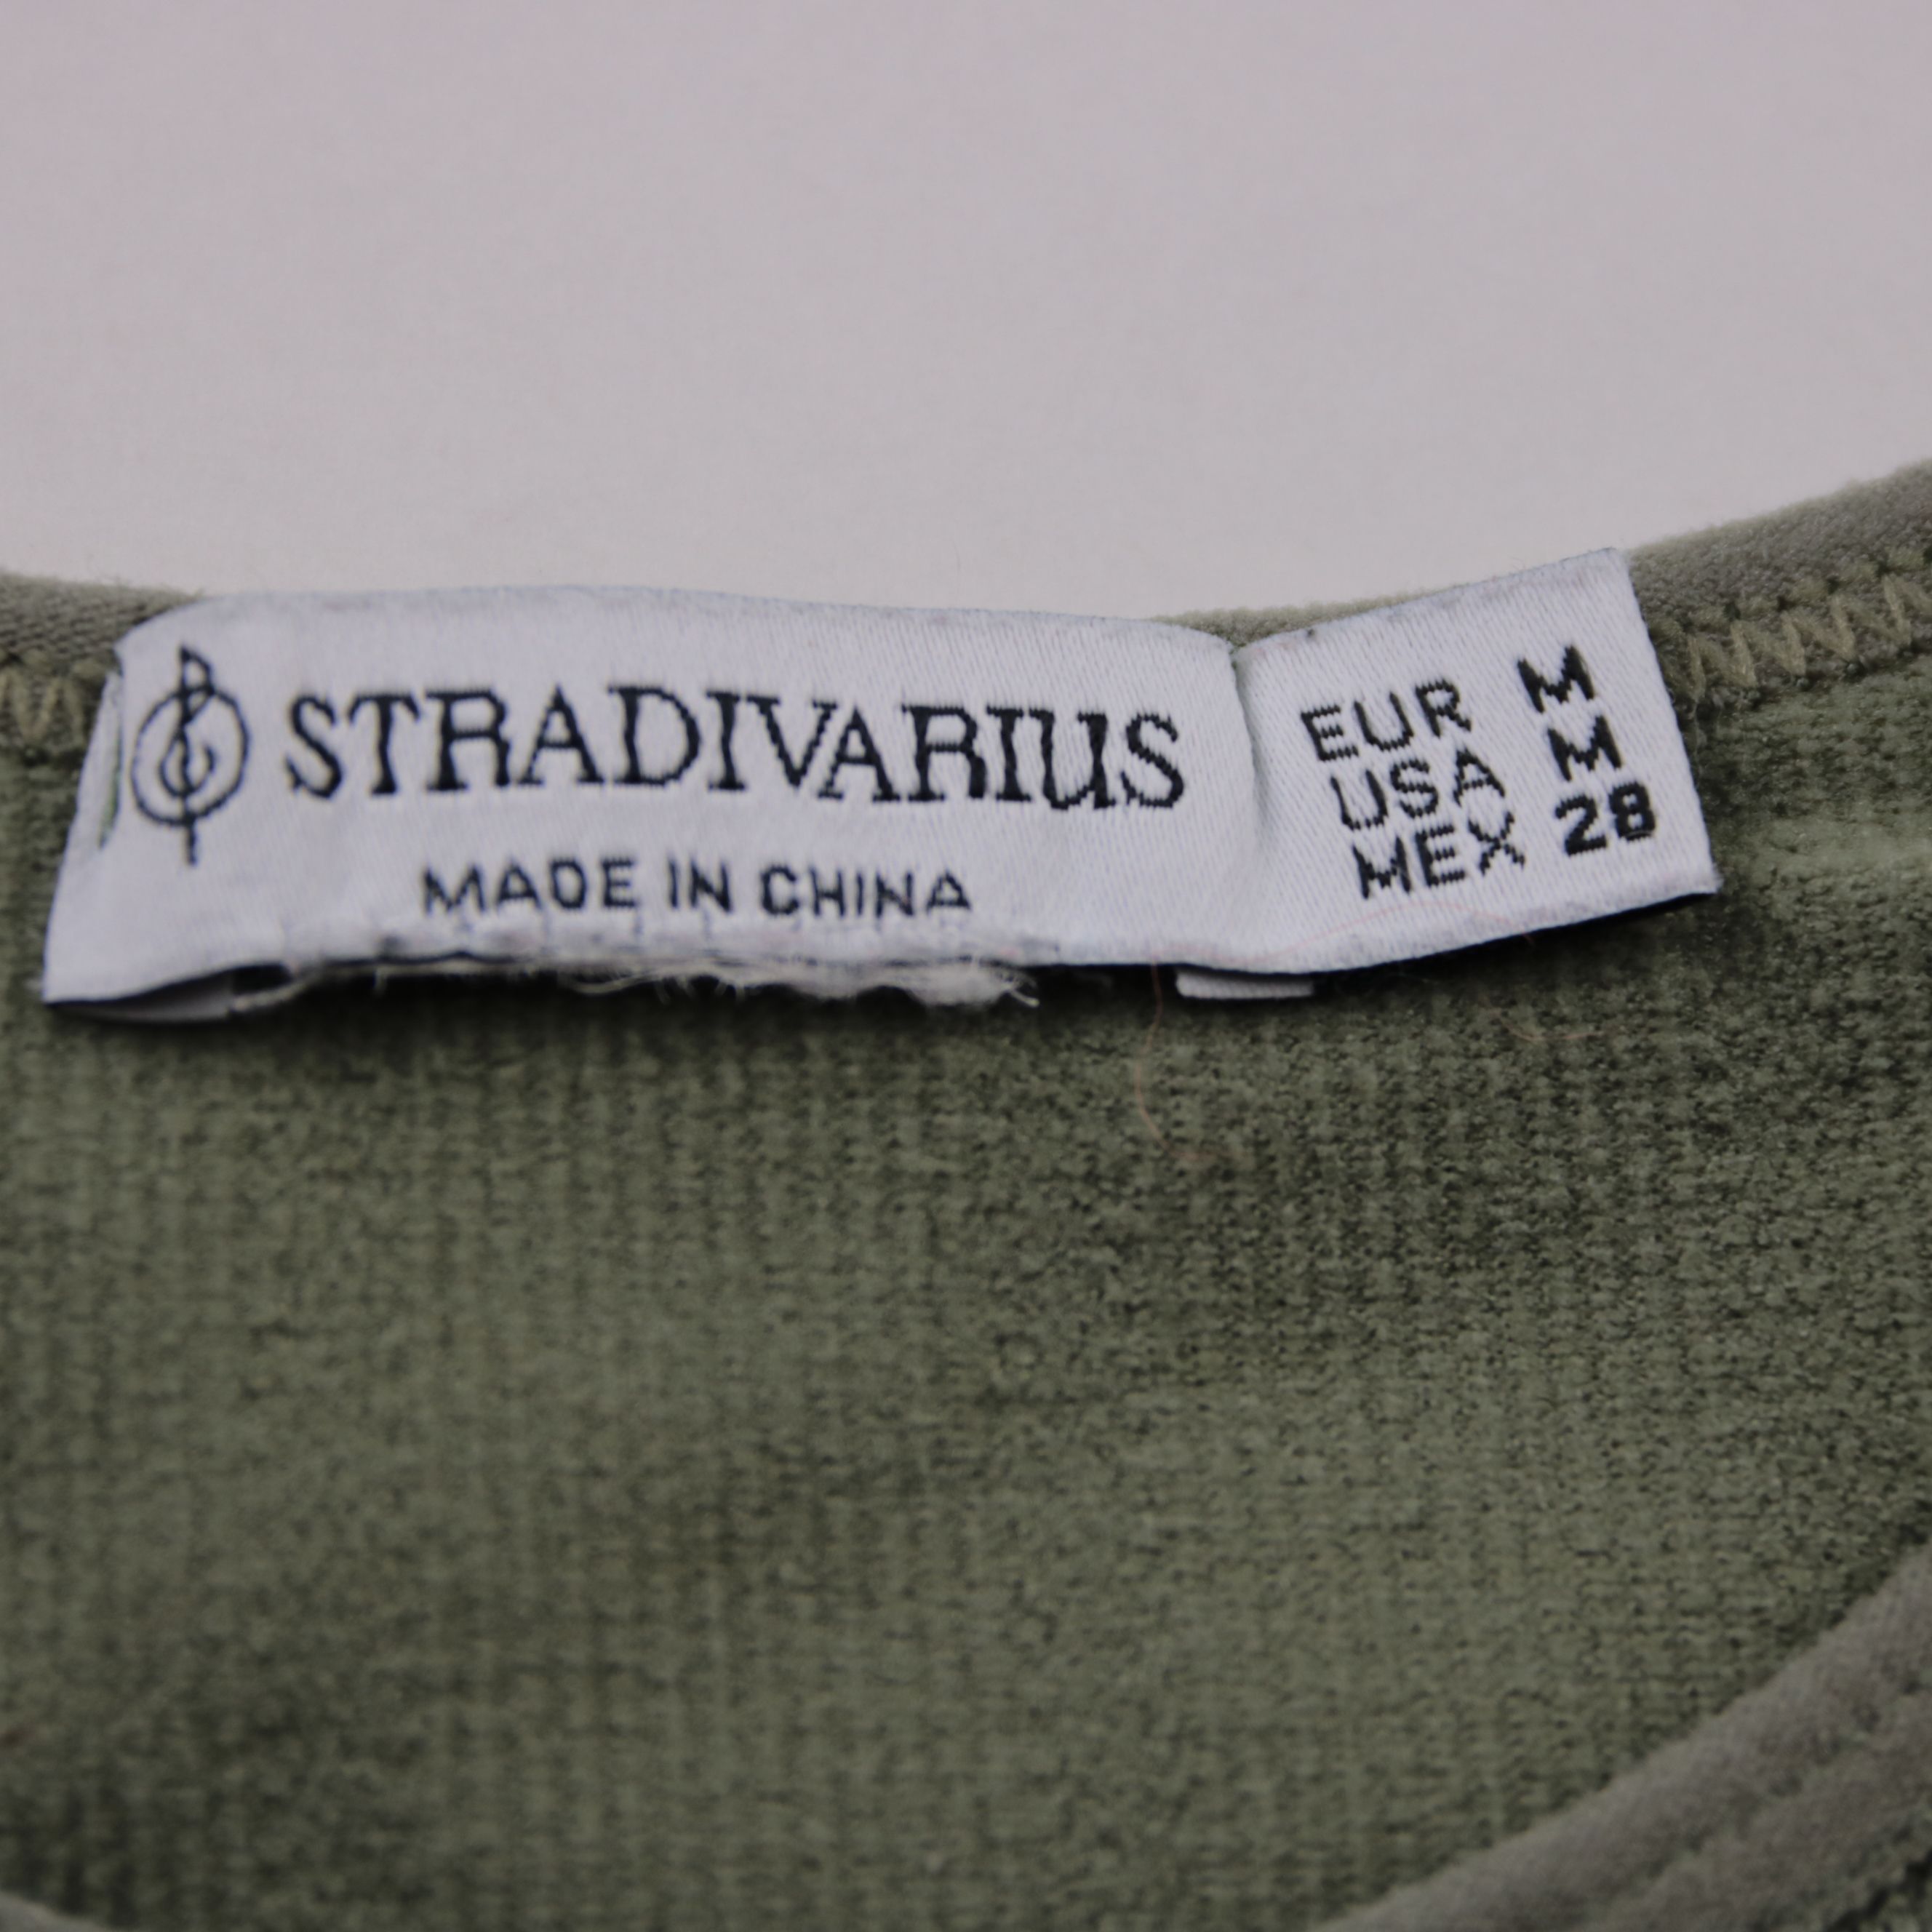 STRADIVARIUS
MADE IN CHINA
EUR M
USA M
MEX 28